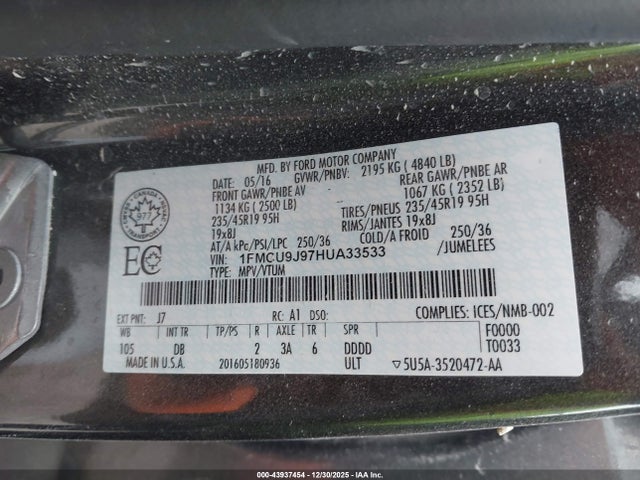 MFD. BY FORD MOTOR COMPANY
DATE: 05/16 GVWR/PNBV: 2195 KG ( 4840 LB)
FRONT GAWR/PNBE AV REAR GAWR/PNBE AR
1134 KG ( 2500 LB) 1067 KG ( 2352 LB)
235/45R19 95H TIRES/PNEUS 235/45R19 95H
19x8J RIMS/JANTES 19x8J
AT/A kPc/PSI/LPC 250/36 COLD/A FROID 250/36
VIN: 1FMCU9J97HUA33533 /JUMELEES
TYPE: MPV/VTUM
CANADA
977
EC
EXT PNT: J7 RC: A1 DSO: COMPLIES: ICES/NMB-002
WB INT TR TP/PS R AXLE TR SPR F0000
105 DB 2 3A 6 DDDD T0033
MADE IN U.S.A. 201605180936 ULT ▽5U5A-3520472-AA
000-43937454 - 12/30/2025 - IAA Inc.